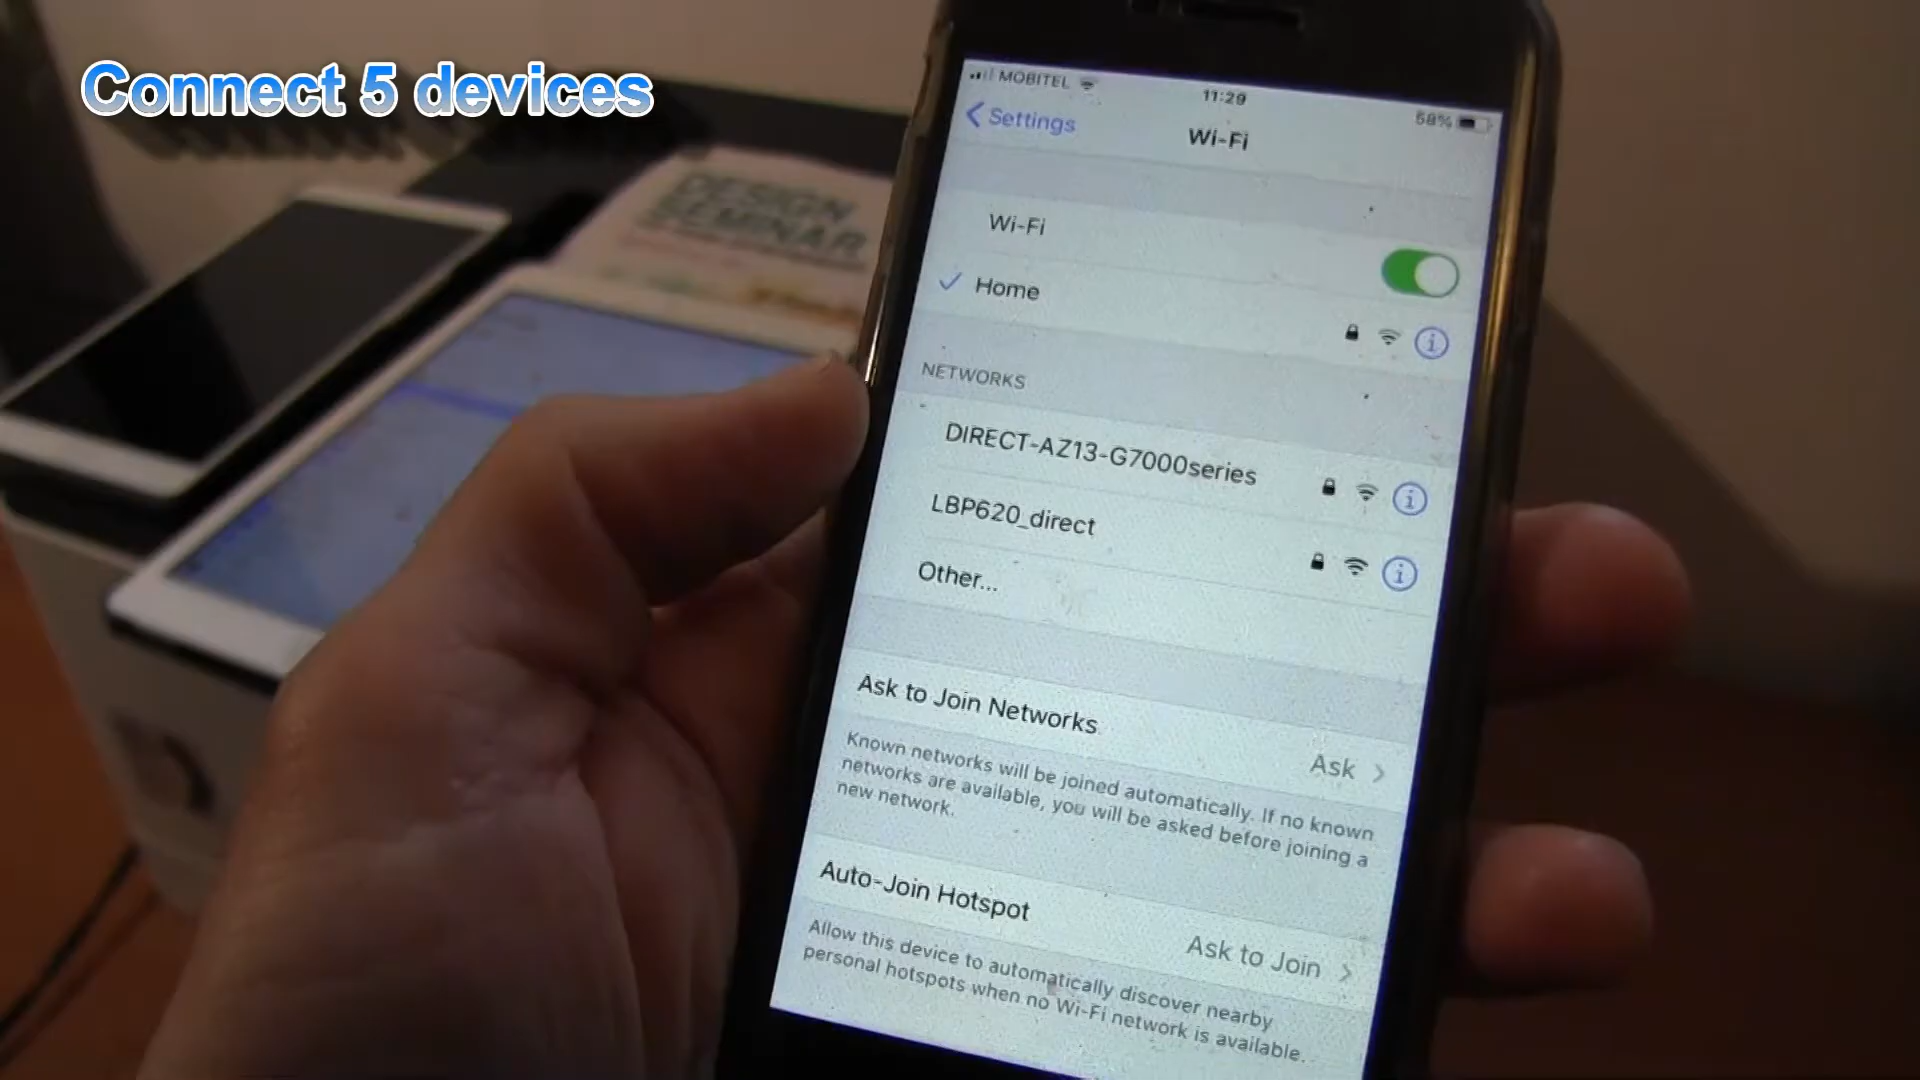 Connect 5 devices
MOBITEL
11:29
58%
Settings
Wi-Fi
Wi-Fi
Home
NETWORKS
DIRECT-AZ13-G7000series
LBP620_direct
Other...
Ask to Join Networks
Ask
Known networks will be joined automatically. If no known
networks are available, you will be asked before joining a
new network.
Auto-Join Hotspot
Ask to Join
Allow this device to automatically discover nearby
personal hotspots when no Wi-Fi network is available.
DESIGN
SEMINAR